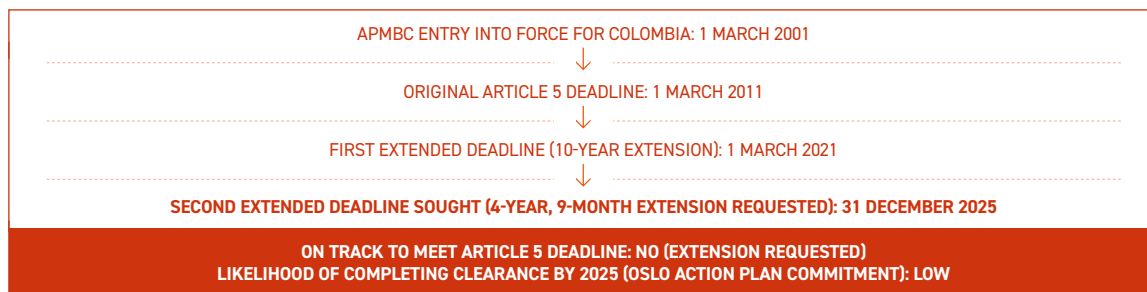 APMBC ENTRY INTO FORCE FOR COLOMBIA: 1 MARCH 2001
ORIGINAL ARTICLE 5 DEADLINE: 1 MARCH 2011
FIRST EXTENDED DEADLINE (10-YEAR EXTENSION): 1 MARCH 2021
SECOND EXTENDED DEADLINE SOUGHT (4-YEAR, 9-MONTH EXTENSION REQUESTED): 31 DECEMBER 2025
ON TRACK TO MEET ARTICLE 5 DEADLINE: NO (EXTENSION REQUESTED)
LIKELIHOOD OF COMPLETING CLEARANCE BY 2025 (OSLO ACTION PLAN COMMITMENT): LOW